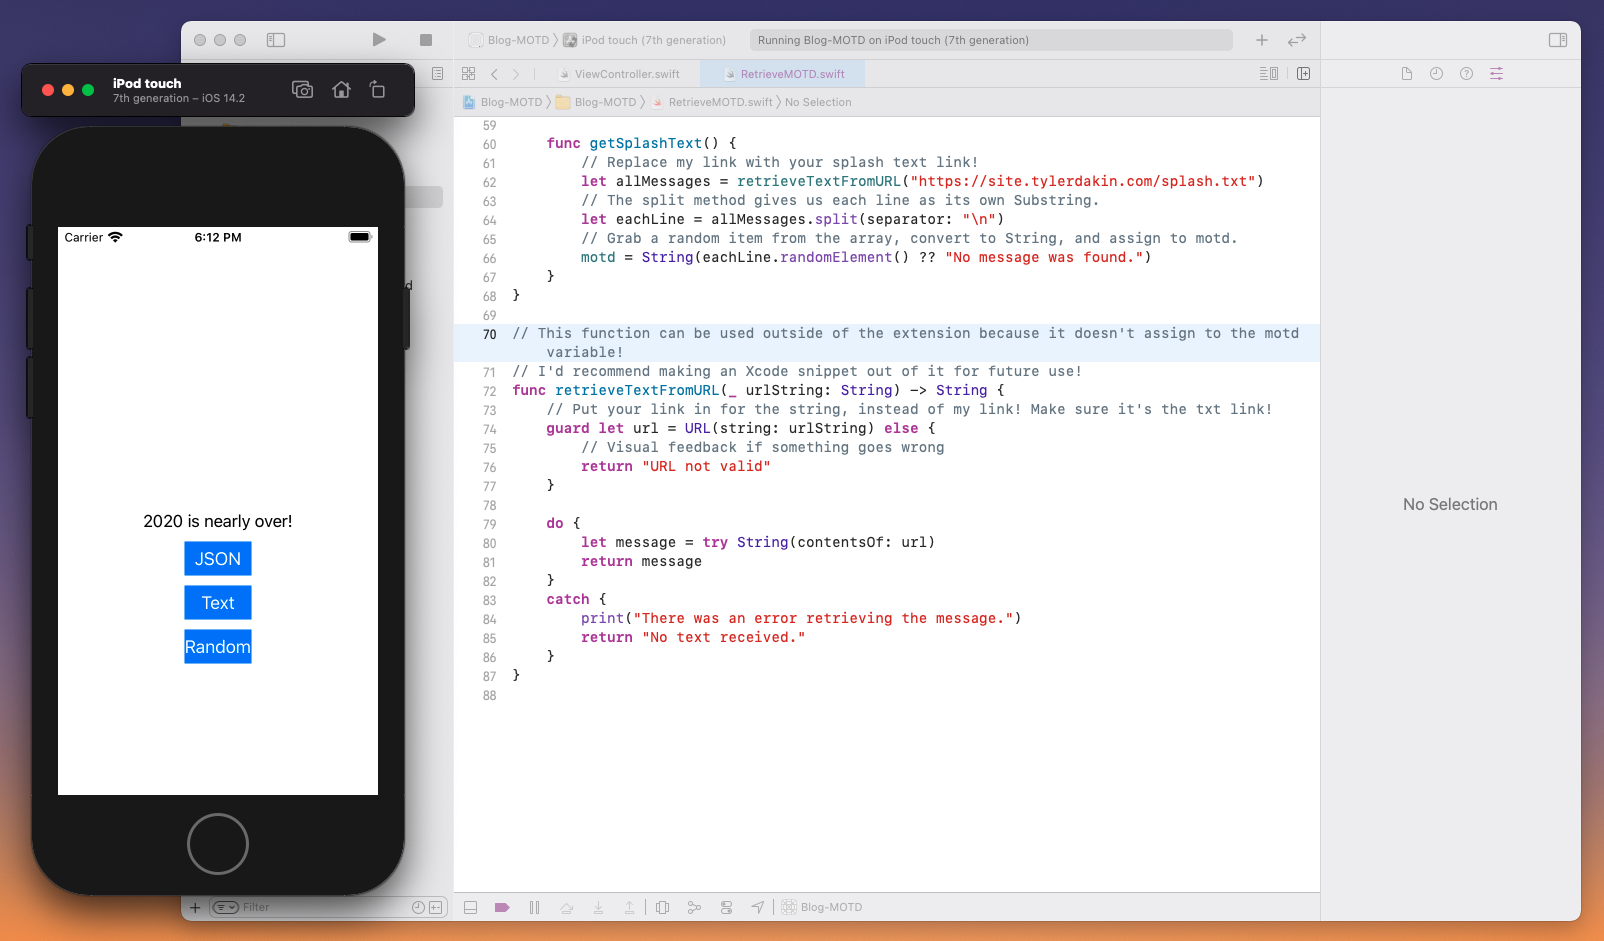 Blog-MOTD
iPod touch (7th generation)
Running Blog-MOTD on iPod touch (7th generation)
ViewController.swift
RetrieveMOTD.swift
Blog-MOTD
Blog-MOTD
RetrieveMOTD.swift
No Selection
iPod touch
7th generation – iOS 14.2
Carrier
6:12 PM
2020 is nearly over!
JSON
Text
Random
d
59
60 func getSplashText() {
61 // Replace my link with your splash text link!
62 let allMessages = retrieveTextFromURL("https://site.tylerdakin.com/splash.txt")
63 // The split method gives us each line as its own Substring.
64 let eachLine = allMessages.split(separator: "\n")
65 // Grab a random item from the array, convert to String, and assign to motd.
66 motd = String(eachLine.randomElement() ?? "No message was found.")
67 }
68 }
69
70 // This function can be used outside of the extension because it doesn't assign to the motd
variable!
71 // I'd recommend making an Xcode snippet out of it for future use!
72 func retrieveTextFromURL(_ urlString: String) -> String {
73 // Put your link in for the string, instead of my link! Make sure it's the txt link!
74 guard let url = URL(string: urlString) else {
75 // Visual feedback if something goes wrong
76 return "URL not valid"
77 }
78
79 do {
80 let message = try String(contentsOf: url)
81 return message
82 }
83 catch {
84 print("There was an error retrieving the message.")
85 return "No text received."
86 }
87 }
88
No Selection
Filter
Blog-MOTD